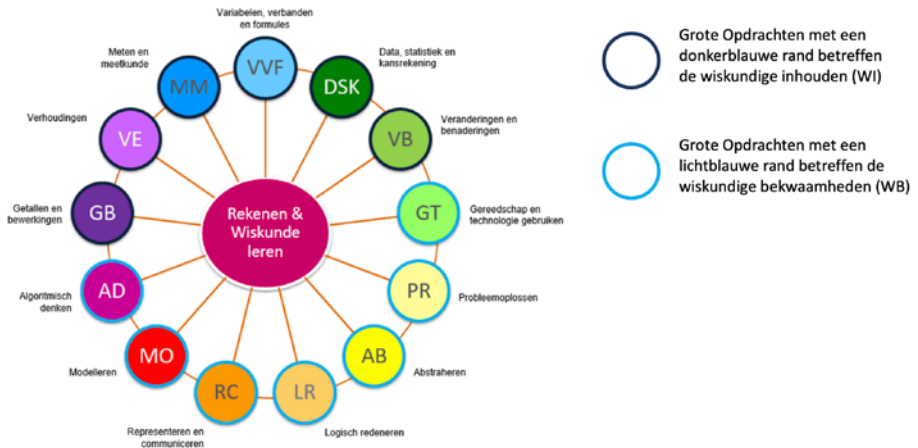 Variabelen, verbanden
en formules
VVF
Data, statistiek en
kansrekening
DSK
Veranderingen en
benaderingen
VB
Gereedschap en
technologie gebruiken
GT
Probleemoplossen
PR
Abstraheren
AB
Logisch redeneren
LR
Representeren en
communiceren
RC
Modelleren
MO
Algoritmisch
denken
AD
Getallen en
bewerkingen
GB
Verhoudingen
VE
Meten en
meetkunde
MM
Rekenen &
Wiskunde
leren
Grote Opdrachten met een
donkerblauwe rand betreffen
de wiskundige inhouden (WI)
Grote Opdrachten met een
lichtblauwe rand betreffen de
wiskundige bekwaamheden (WB)